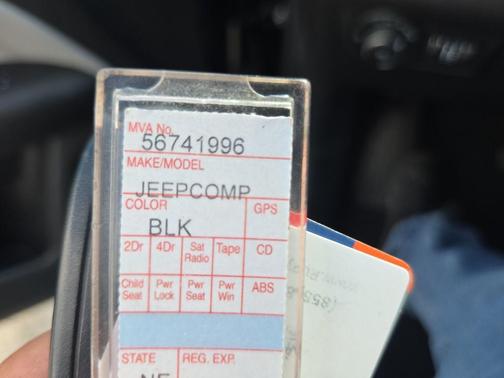 MVA No.
56741996
MAKE/MODEL
JEEPCOMP
COLOR GPS
BLK
2Dr 4Dr Sat Radio Tape CD
Child Seat Pwr Lock Pwr Seat Pwr Win ABS
STATE REG. EXP.